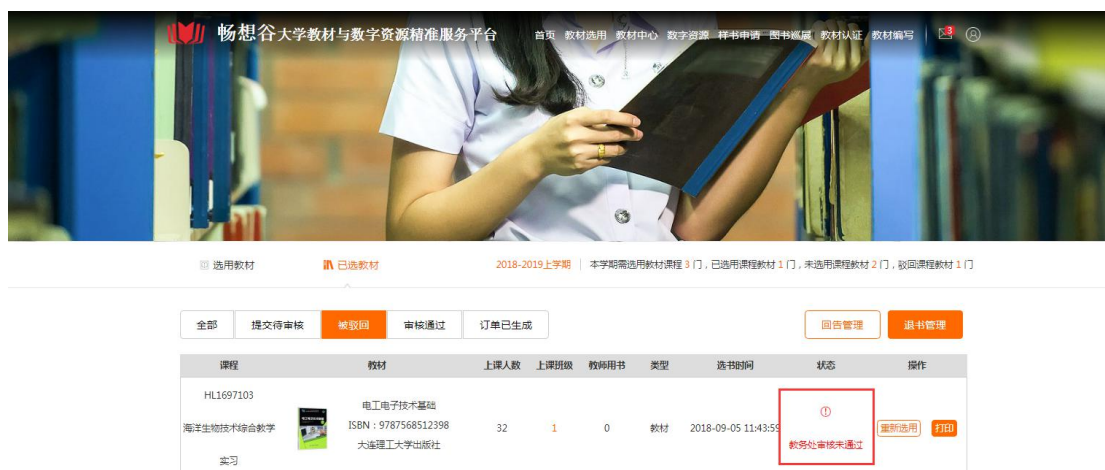 畅想谷大学教材与数字资源精准服务平台
首页 教材选用 教材中心 数字资源 样书申请 图书巡展 教材认证 教材编写 3
选用教材 已选教材 2018-2019上学期 本学期需选用教材课程 3 门，已选用课程教材 1 门，未选用课程教材 2 门，驳回课程教材 1 门
全部 提交待审核 被驳回 审核通过 订单已生成 回告管理 退书管理
课程 教材 上课人数 上课班级 教师用书 类型 选书时间 状态 操作
HL1697103
海洋生物技术综合教学
实习
电工电子技术基础
ISBN：9787568512398
大连理工大学出版社
32 1 0 教材 2018-09-05 11:43:59
教务处审核未通过
重新选用 打印